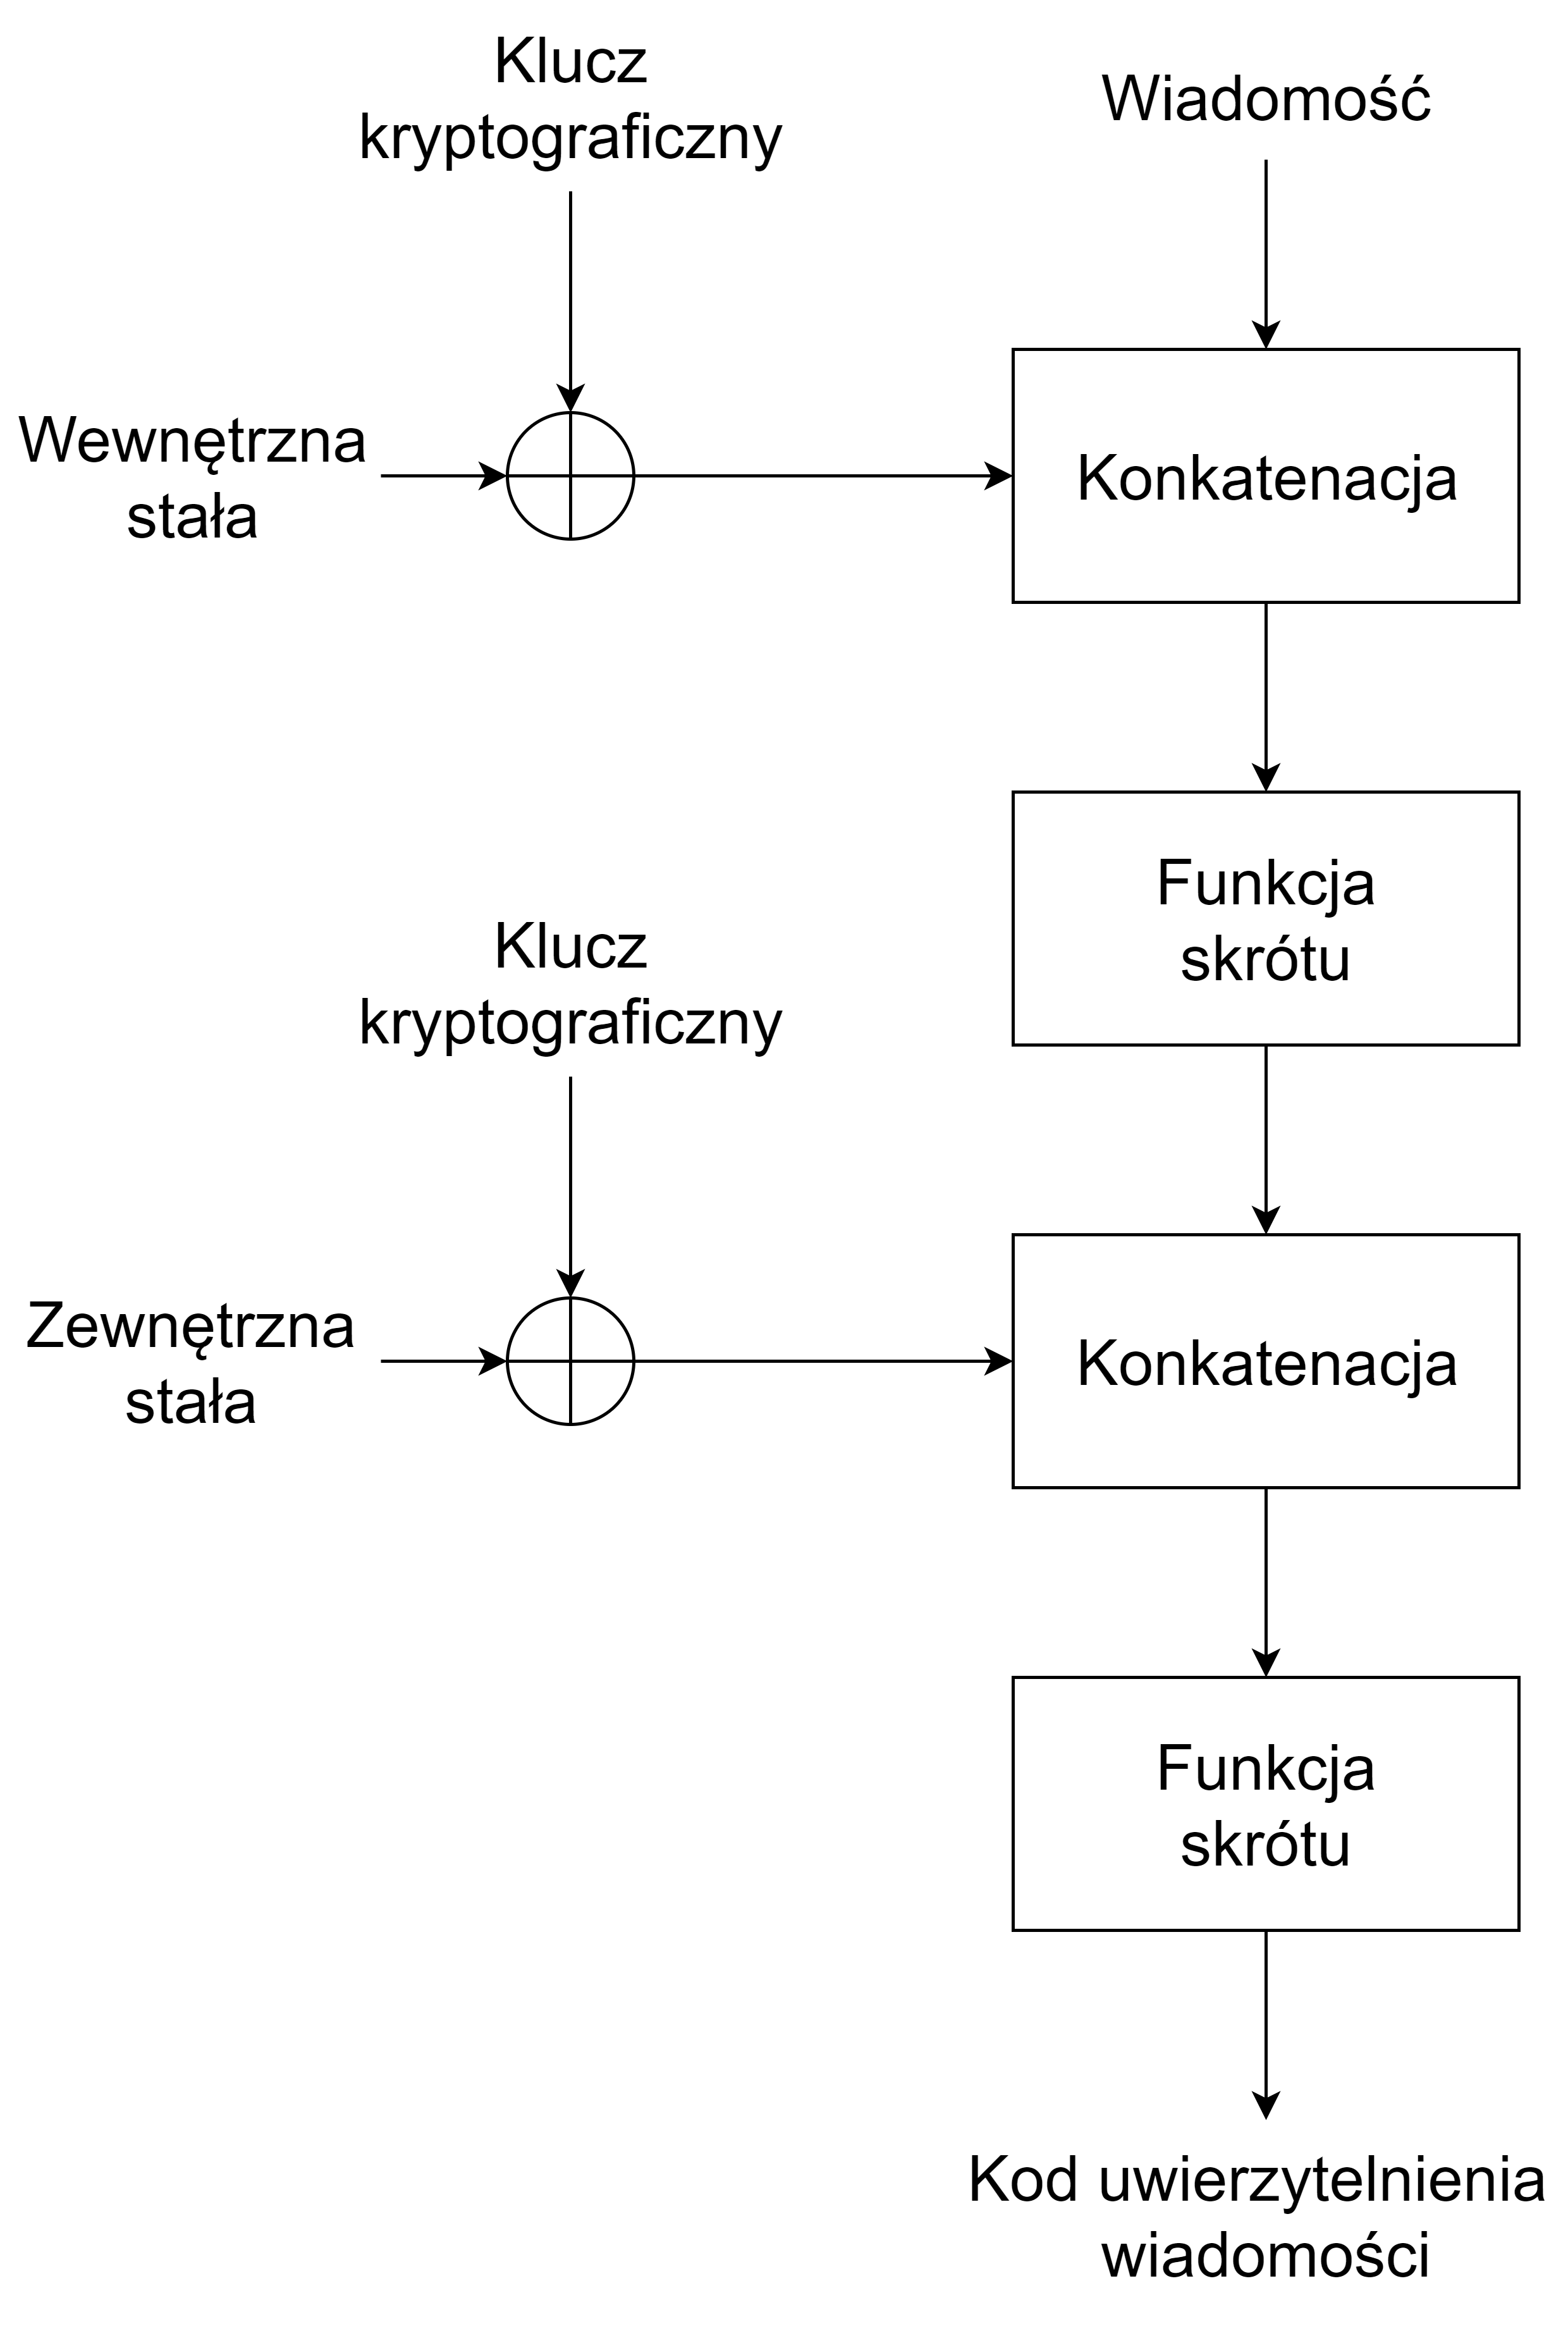 Klucz
kryptograficzny
Wiadomość
Wewnętrzna
stała
Konkatenacja
Funkcja
skrótu
Klucz
kryptograficzny
Zewnętrzna
stała
Konkatenacja
Funkcja
skrótu
Kod uwierzytelnienia
wiadomości